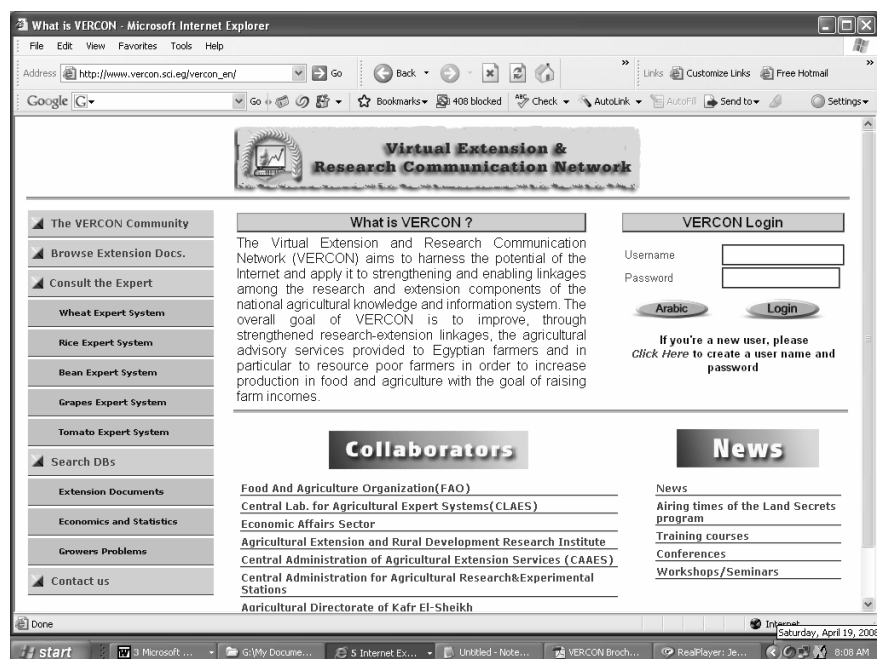 What is VERCON - Microsoft Internet Explorer
File Edit View Favorites Tools Help
Address http://www.vercon.sci.eg/vercon_en/ Go Back » Links Customize Links Free Hotmail »
Google G Go Bookmarks 408 blocked ABC Check AutoLink AutoFill Send to Settings
Virtual Extension &
Research Communication Network
The VERCON Community
Browse Extension Docs.
Consult the Expert
Wheat Expert System
Rice Expert System
Bean Expert System
Grapes Expert System
Tomato Expert System
Search DBs
Extension Documents
Economics and Statistics
Growers Problems
Contact us
What is VERCON ?
The Virtual Extension and Research Communication
Network (VERCON) aims to harness the potential of the
Internet and apply it to strengthening and enabling linkages
among the research and extension components of the
national agricultural knowledge and information system. The
overall goal of VERCON is to improve, through
strengthened research-extension linkages, the agricultural
advisory services provided to Egyptian farmers and in
particular to resource poor farmers in order to increase
production in food and agriculture with the goal of raising
farm incomes.
VERCON Login
Username
Password
Arabic Login
If you're a new user, please
Click Here to create a user name and
password
Collaborators
Food And Agriculture Organization(FAO)
Central Lab. for Agricultural Expert Systems(CLAES)
Economic Affairs Sector
Agricultural Extension and Rural Development Research Institute
Central Administration of Agricultural Extension Services (CAAES)
Central Administration for Agricultural Research&Experimental
Stations
Agricultural Directorate of Kafr El-Sheikh
News
News
Airing times of the Land Secrets
program
Training courses
Conferences
Workshops/Seminars
Done Internet
Saturday, April 19, 2008
start 3 Microsoft ... G:\My Docume... 5 Internet Ex... Untitled - Note... VERCON Broch... RealPlayer: Je... 8:08 AM